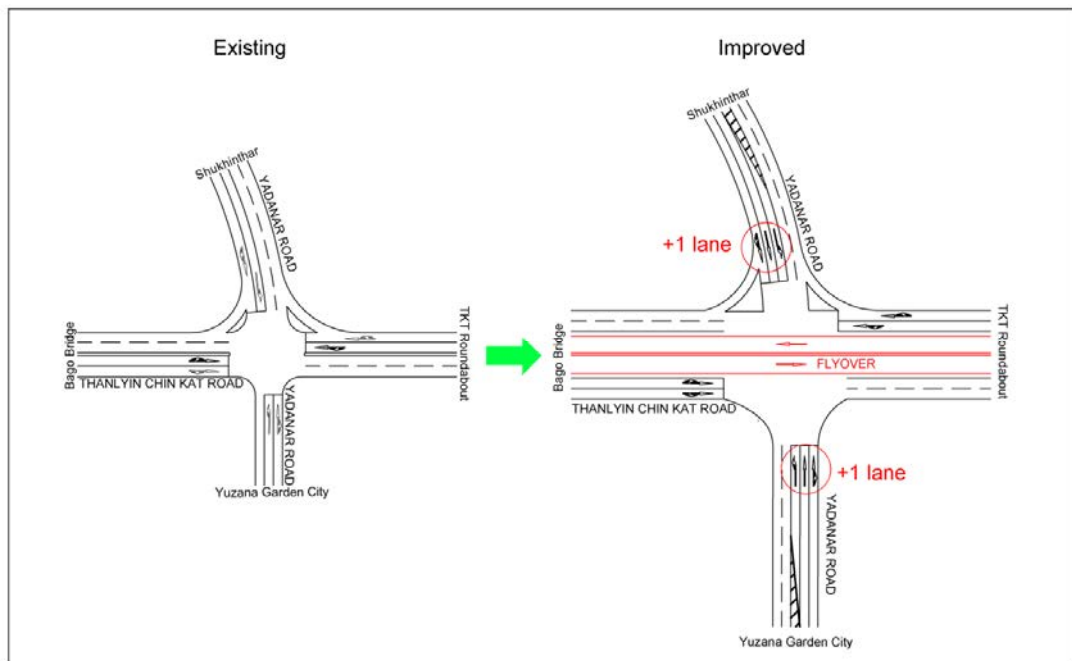 Existing
Shukhinthar
YADANAR ROAD
Bago Bridge
TKT Roundabout
THANLYIN CHIN KAT ROAD
YADANAR ROAD
Yuzana Garden City
Improved
Shukhinthar
YADANAR ROAD
+1 lane
Bago Bridge
TKT Roundabout
FLYOVER
THANLYIN CHIN KAT ROAD
+1 lane
YADANAR ROAD
Yuzana Garden City